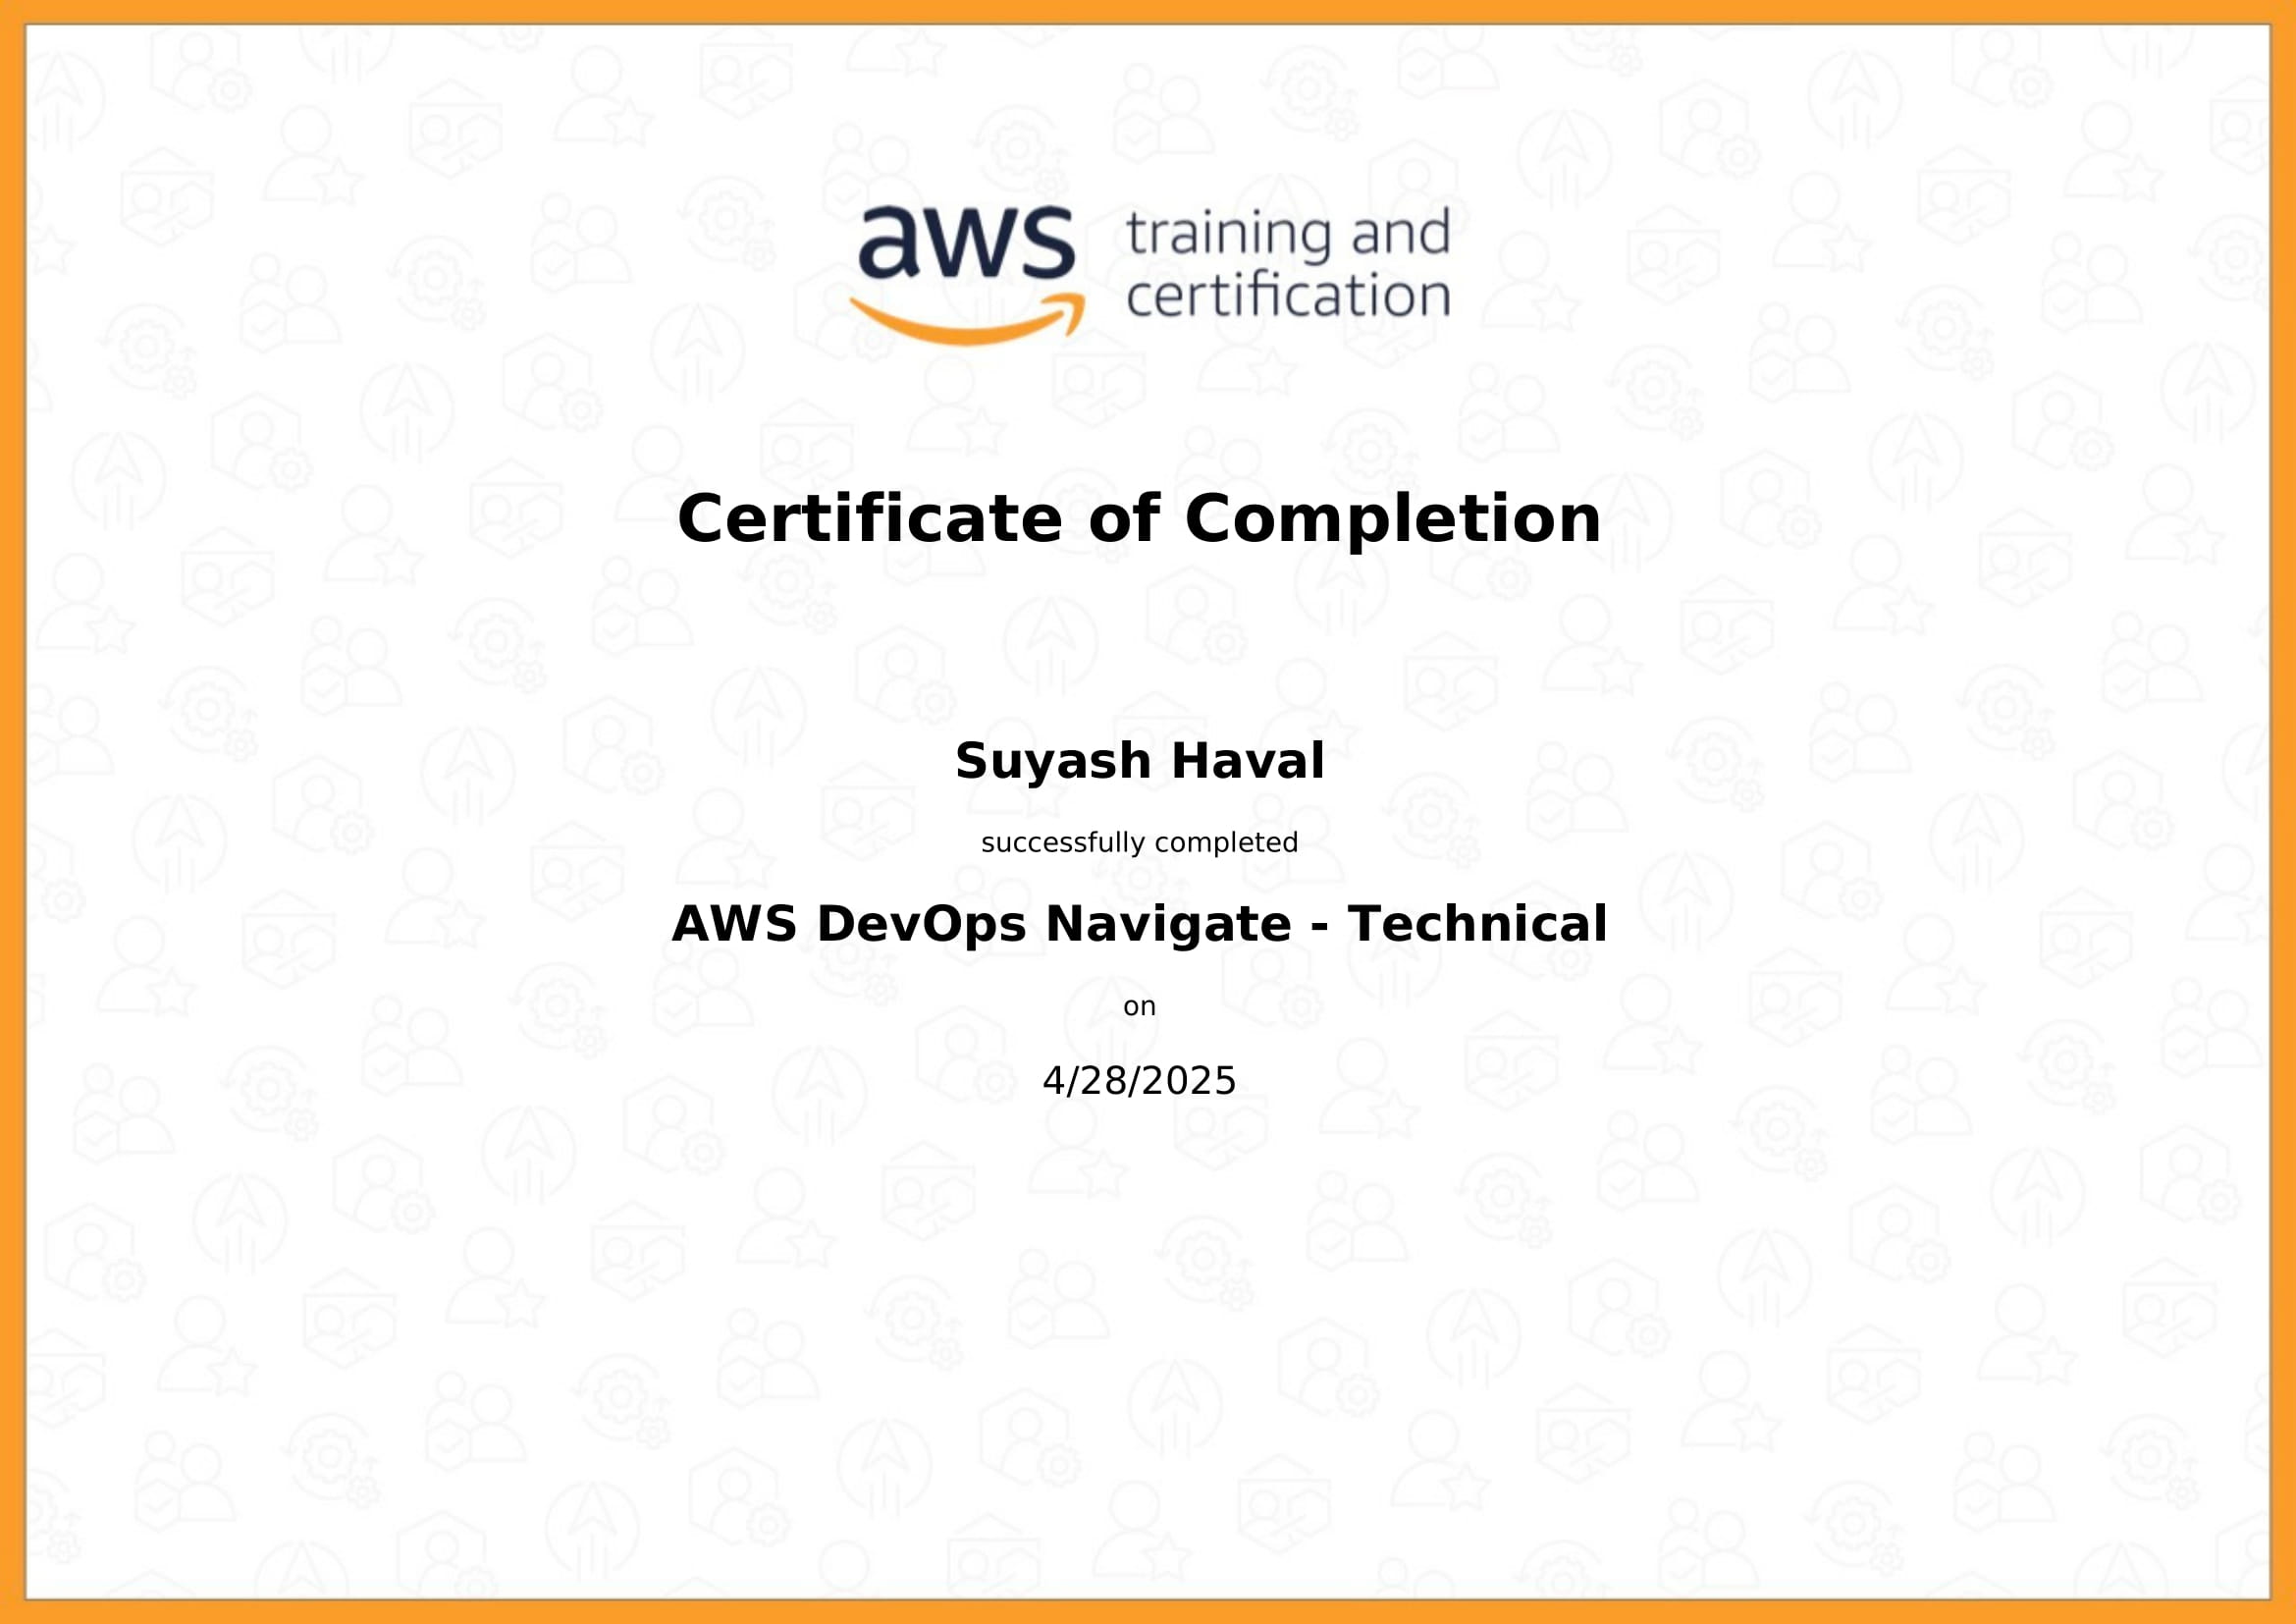 aws training and
certification
Certificate of Completion
Suyash Haval
successfully completed
AWS DevOps Navigate - Technical
on
4/28/2025